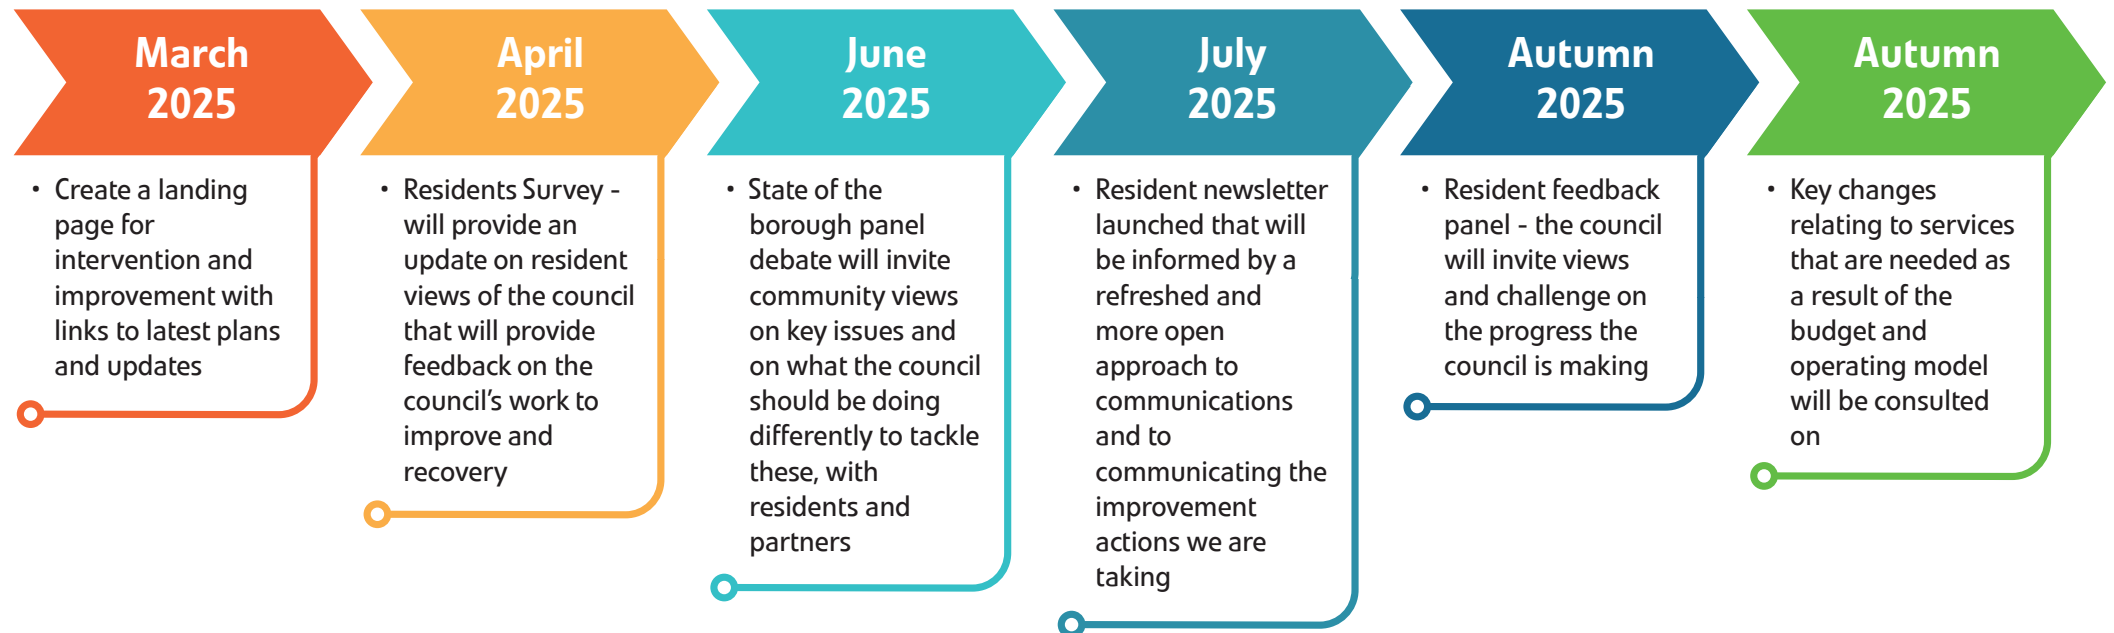 March
2025
• Create a landing
page for
intervention and
improvement with
links to latest plans
and updates
April
2025
• Residents Survey -
will provide an
update on resident
views of the council
that will provide
feedback on the
council’s work to
improve and
recovery
June
2025
• State of the
borough panel
debate will invite
community views
on key issues and
on what the council
should be doing
differently to tackle
these, with
residents and
partners
July
2025
• Resident newsletter
launched that will
be informed by a
refreshed and
more open
approach to
communications
and to
communicating the
improvement
actions we are
taking
Autumn
2025
• Resident feedback
panel - the council
will invite views
and challenge on
the progress the
council is making
Autumn
2025
• Key changes
relating to services
that are needed as
a result of the
budget and
operating model
will be consulted
on